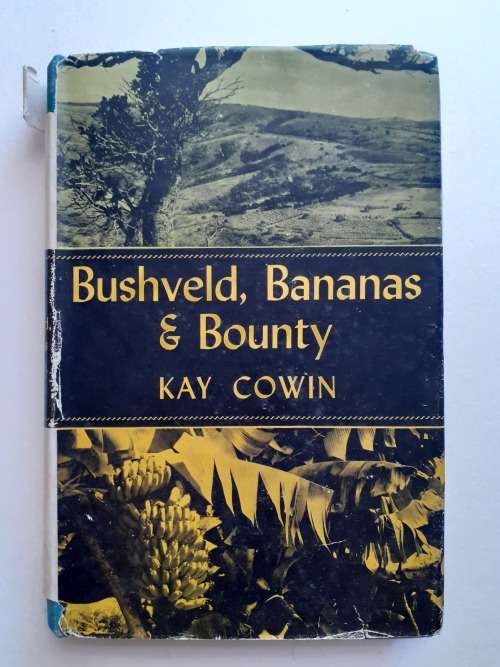 Bushveld, Bananas
& Bounty
KAY COWIN